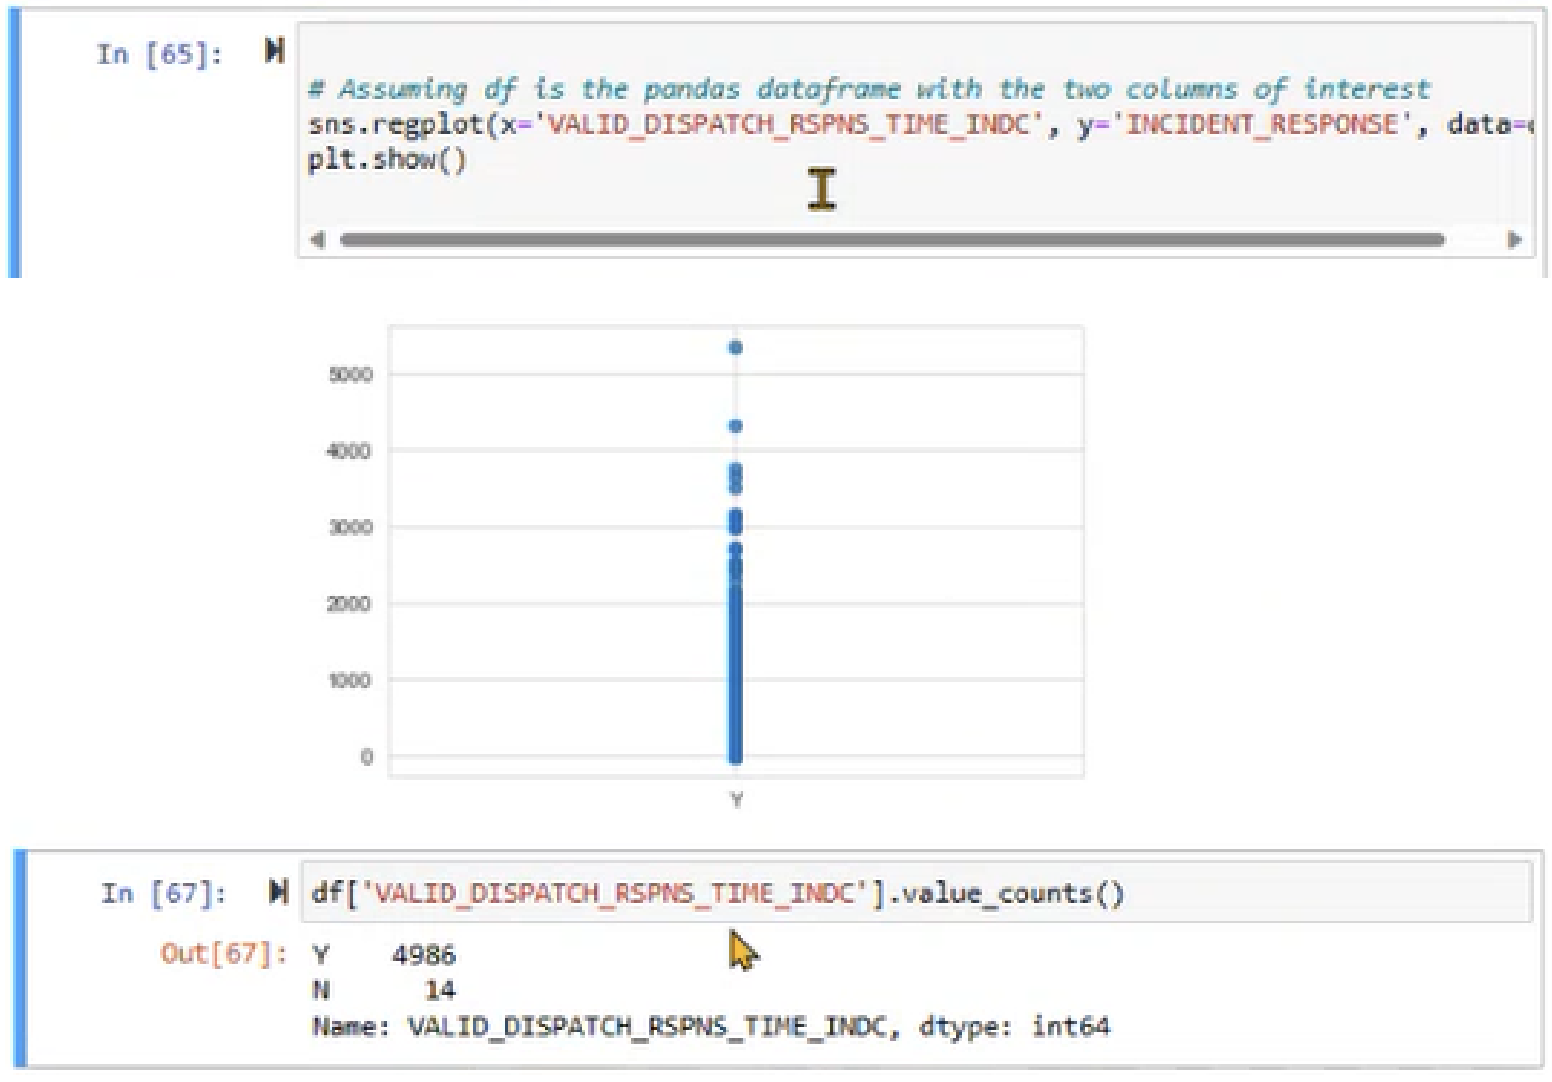 In [65]:
# Assuming df is the pandas dataframe with the two columns of interest
sns.regplot(x='VALID_DISPATCH_RSPNS_TIME_INDC', y='INCIDENT_RESPONSE', data=
plt.show()
5000
4000
3000
2000
1000
0
Y
In [67]: df['VALID_DISPATCH_RSPNS_TIME_INDC'].value_counts()
Out[67]: Y 4986
N 14
Name: VALID_DISPATCH_RSPNS_TIME_INDC, dtype: int64